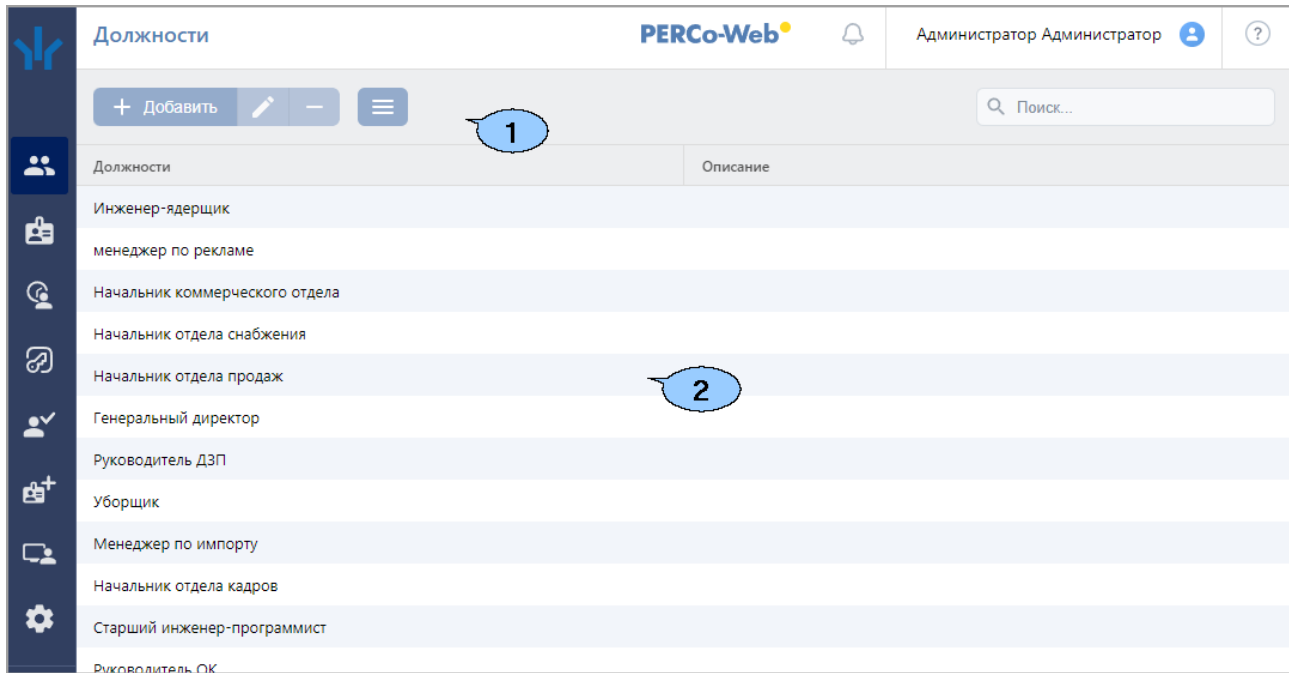 Должности PERCo-Web Администратор Администратор ?
+ Добавить Поиск...
1
Должности Описание
Инженер-ядерщик
менеджер по рекламе
Начальник коммерческого отдела
Начальник отдела снабжения
Начальник отдела продаж
2
Генеральный директор
Руководитель ДЗП
Уборщик
Менеджер по импорту
Начальник отдела кадров
Старший инженер-программист
Руководитель ОК